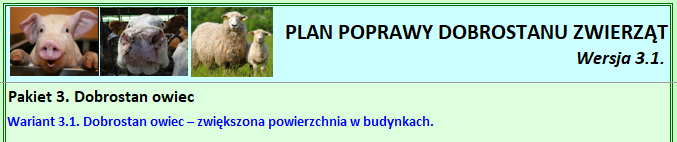 PLAN POPRAWY DOBROSTANU ZWIERZĄT
Wersja 3.1.
Pakiet 3. Dobrostan owiec
Wariant 3.1. Dobrostan owiec – zwiększona powierzchnia w budynkach.